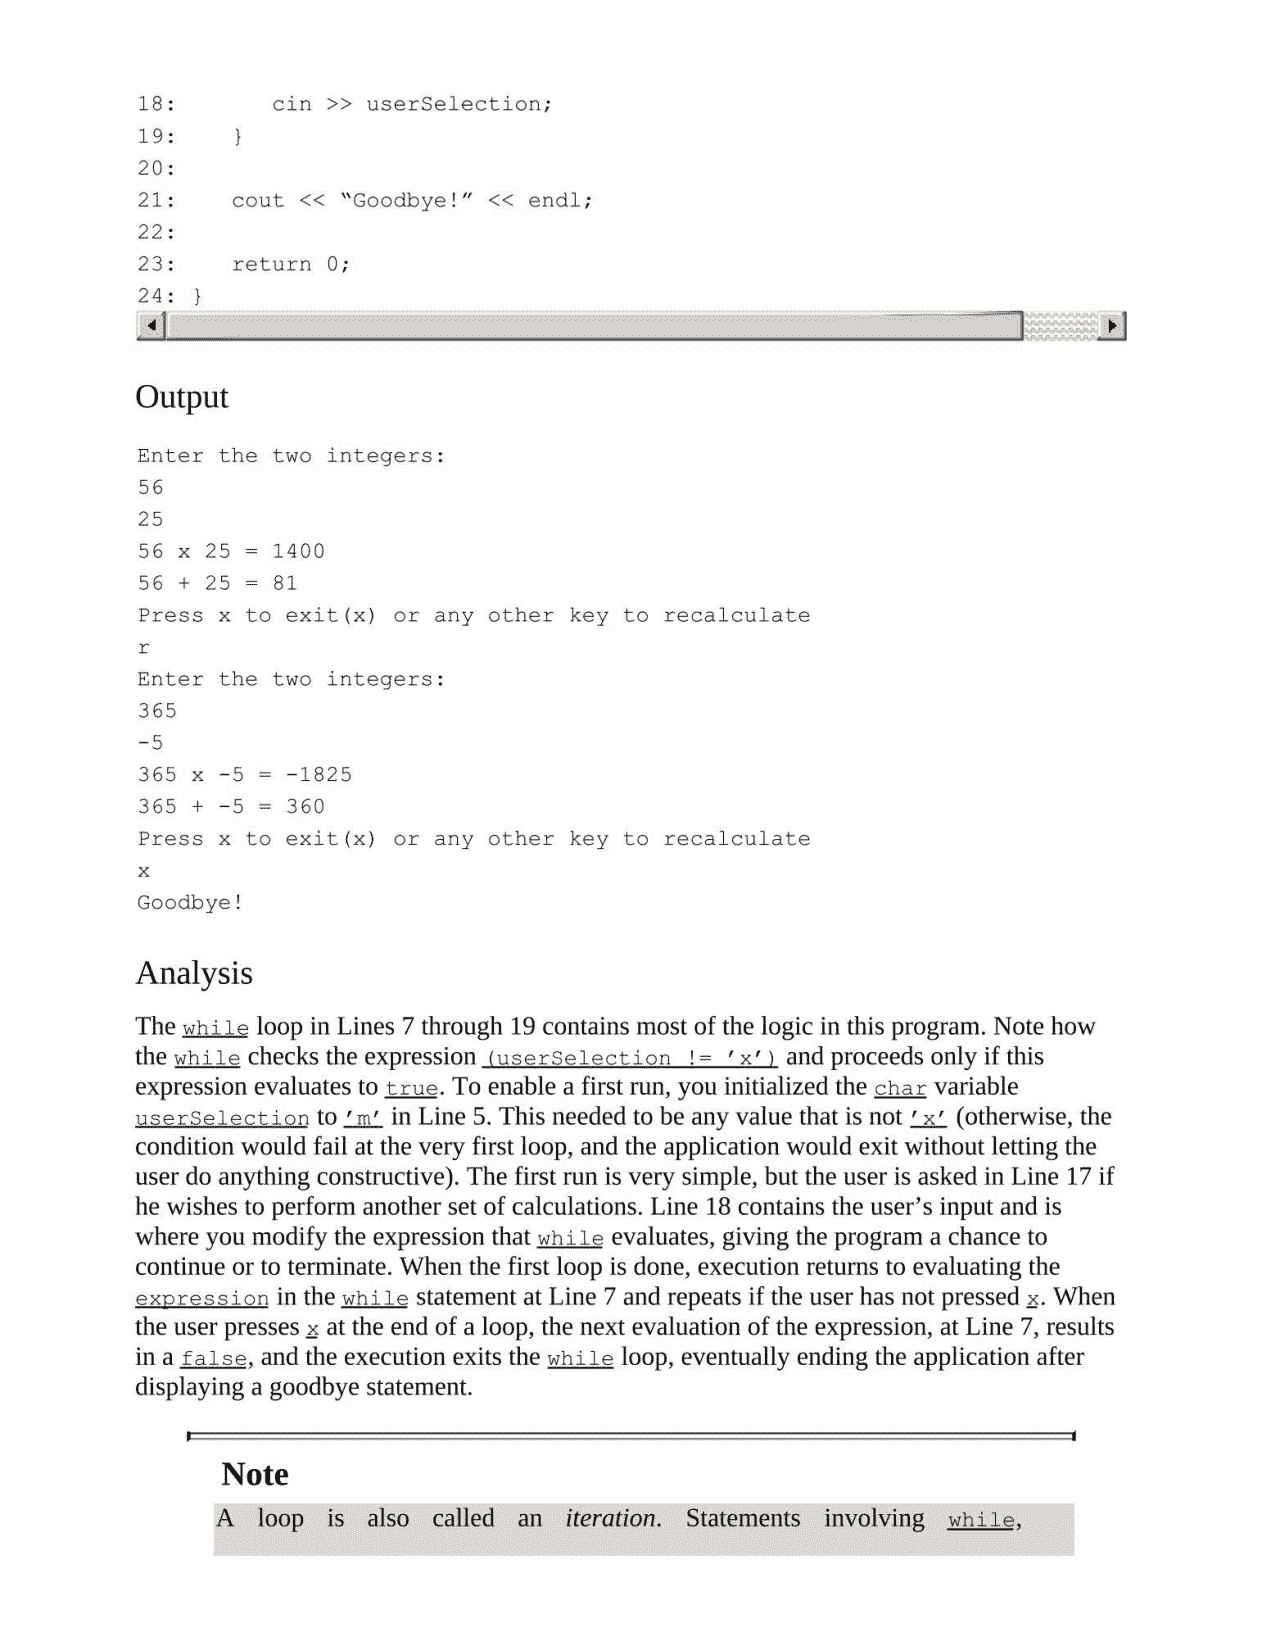 18:       cin >> userSelection;
19:    }
20:
21:    cout << “Goodbye!” << endl;
22:
23:    return 0;
24: }
Output
Enter the two integers:
56
25
56 x 25 = 1400
56 + 25 = 81
Press x to exit(x) or any other key to recalculate
r
Enter the two integers:
365
-5
365 x -5 = -1825
365 + -5 = 360
Press x to exit(x) or any other key to recalculate
x
Goodbye!
Analysis
The while loop in Lines 7 through 19 contains most of the logic in this program. Note how
the while checks the expression (userSelection != ’x’) and proceeds only if this
expression evaluates to true. To enable a first run, you initialized the char variable
userSelection to ’m’ in Line 5. This needed to be any value that is not ’x’ (otherwise, the
condition would fail at the very first loop, and the application would exit without letting the
user do anything constructive). The first run is very simple, but the user is asked in Line 17 if
he wishes to perform another set of calculations. Line 18 contains the user’s input and is
where you modify the expression that while evaluates, giving the program a chance to
continue or to terminate. When the first loop is done, execution returns to evaluating the
expression in the while statement at Line 7 and repeats if the user has not pressed x. When
the user presses x at the end of a loop, the next evaluation of the expression, at Line 7, results
in a false, and the execution exits the while loop, eventually ending the application after
displaying a goodbye statement.
Note
A loop is also called an iteration. Statements involving while,